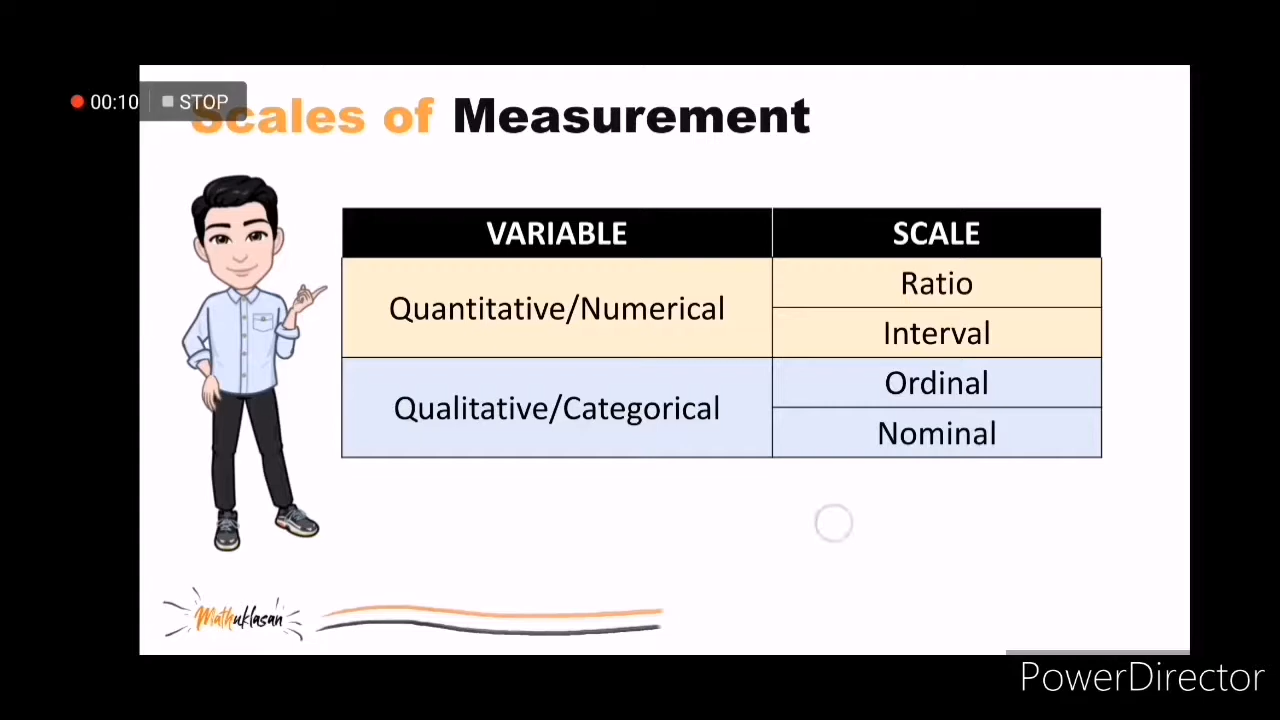 00:10 STOP
Scales of Measurement
VARIABLE SCALE
Quantitative/Numerical Ratio
Interval
Qualitative/Categorical Ordinal
Nominal
Mathuklasan
PowerDirector